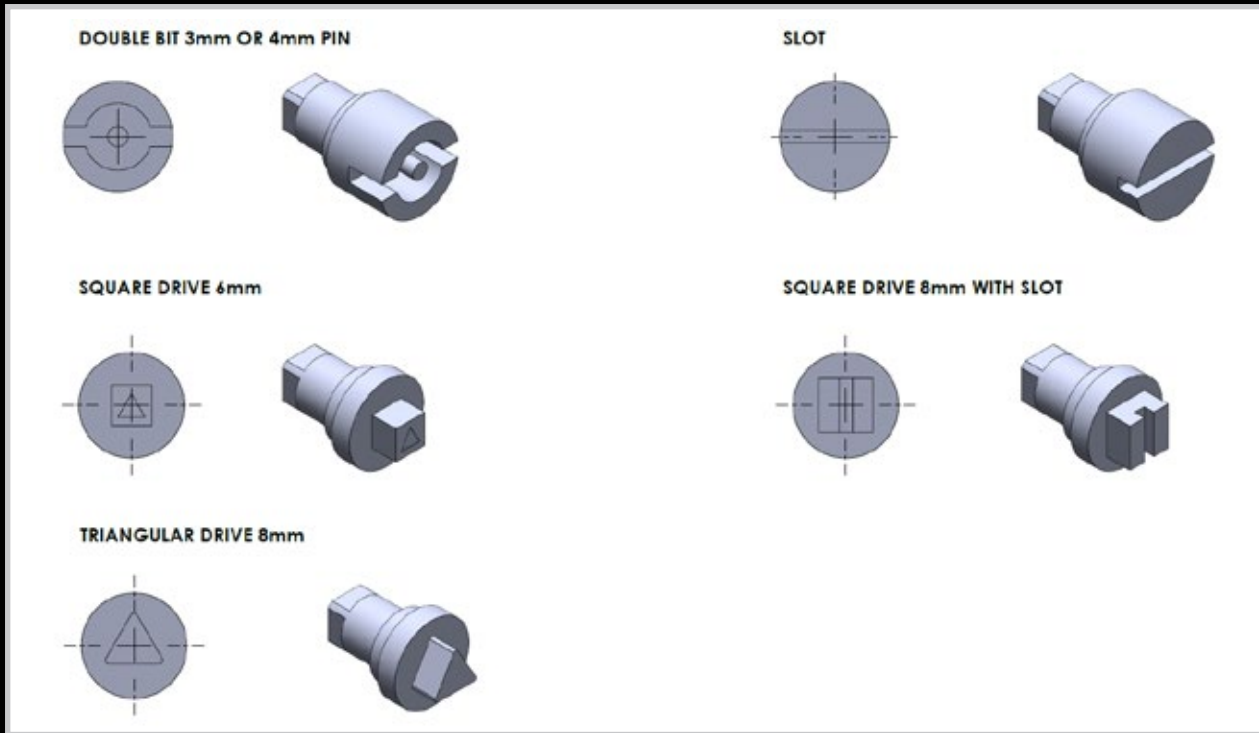 DOUBLE BIT 3mm OR 4mm PIN
SLOT
SQUARE DRIVE 6mm
SQUARE DRIVE 8mm WITH SLOT
TRIANGULAR DRIVE 8mm